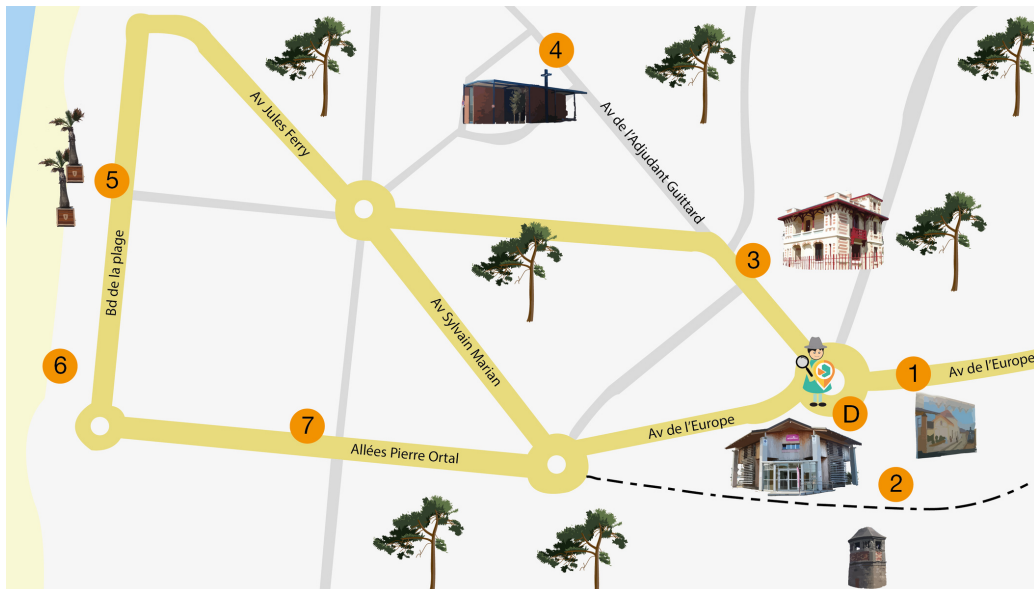 4
Av Jules Ferry
Av de l'Adjudant Guittard
5
3
Bd de la plage
Av Sylvain Marian
6
1
Av de l'Europe
D
7
Av de l'Europe
Allées Pierre Ortal
2